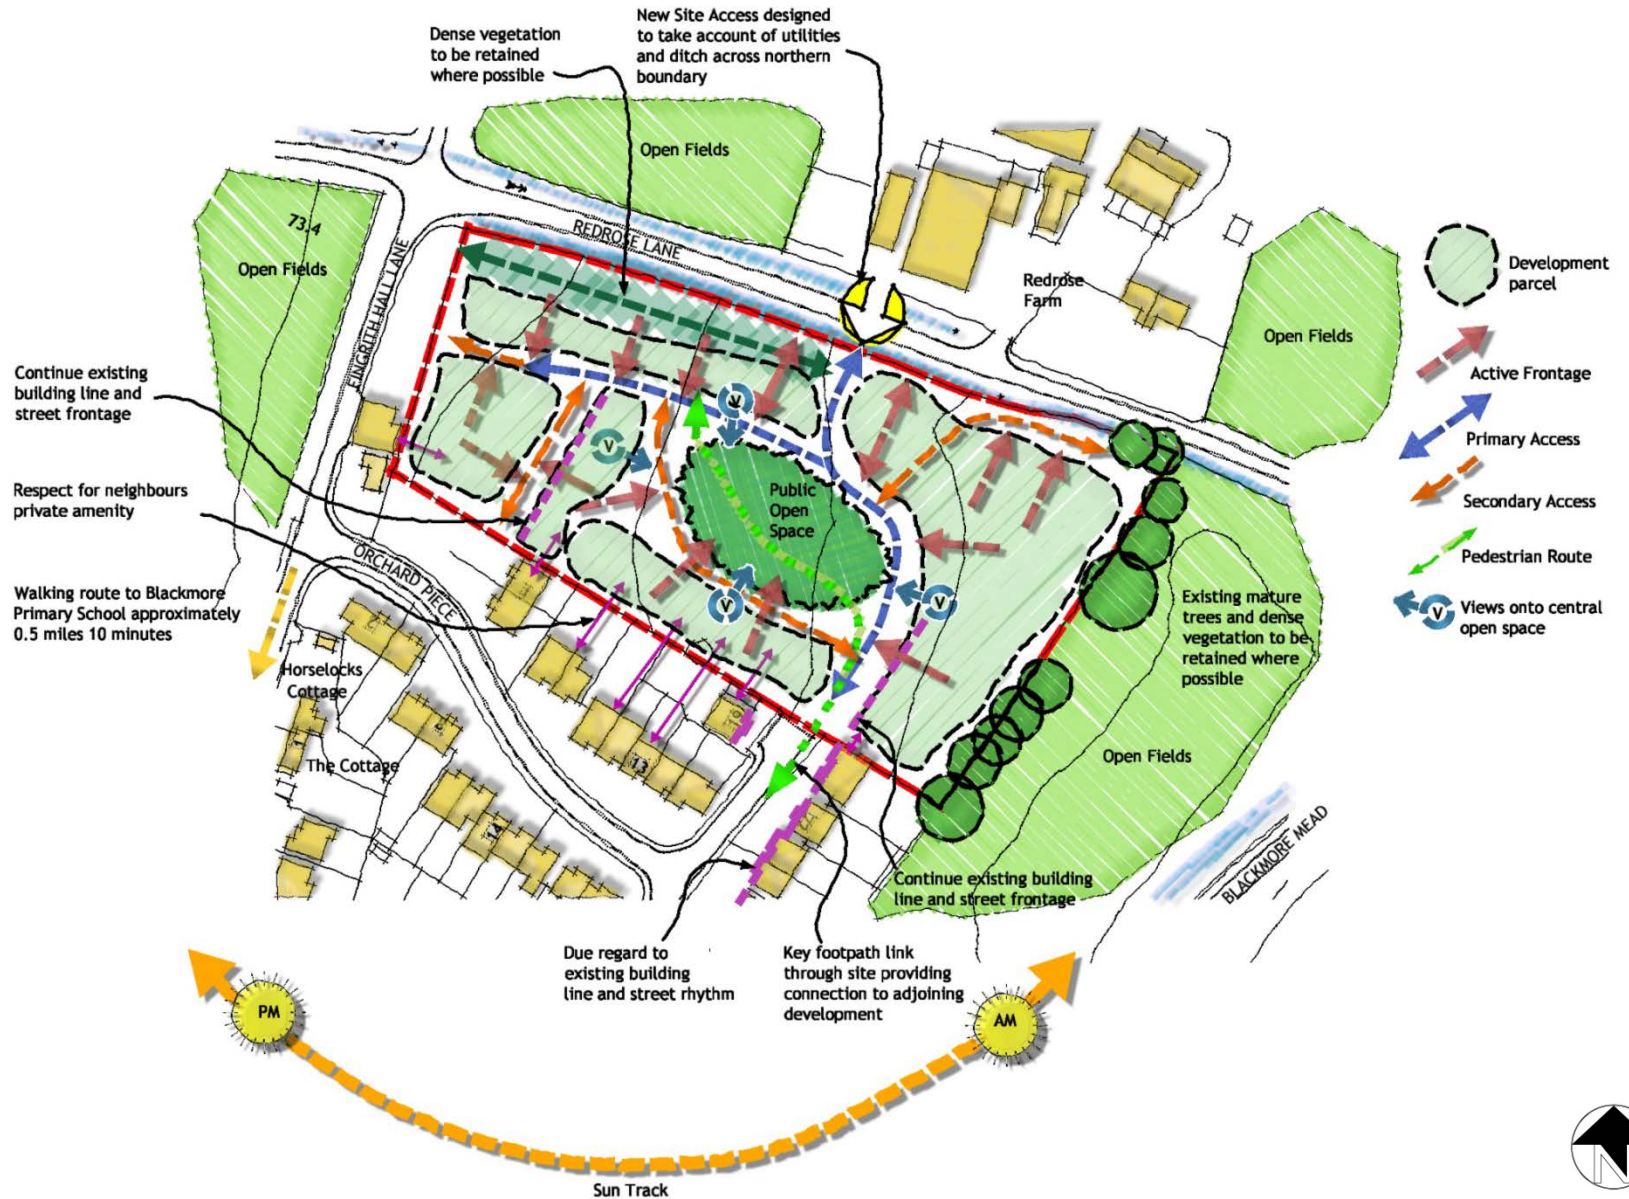 New Site Access designed
to take account of utilities
and ditch across northern
boundary
Dense vegetation
to be retained
where possible
Open Fields
73.4
Open Fields
REDROSE LANE
FINGRITH HALL LANE
Redrose
Farm
Open Fields
Development
parcel
Active Frontage
Primary Access
Secondary Access
Pedestrian Route
V
Views onto central
open space
Continue existing
building line and
street frontage
Respect for neighbours
private amenity
Walking route to Blackmore
Primary School approximately
0.5 miles 10 minutes
V
V
V
V
Public
Open
Space
ORCHARD PIECE
Existing mature
trees and dense
vegetation to be
retained where
possible
Horselocks
Cottage
The Cottage
19
13
14
Open Fields
BLACKMORE MEAD
Continue existing building
line and street frontage
Due regard to
existing building
line and street rhythm
Key footpath link
through site providing
connection to adjoining
development
PM
AM
Sun Track
N